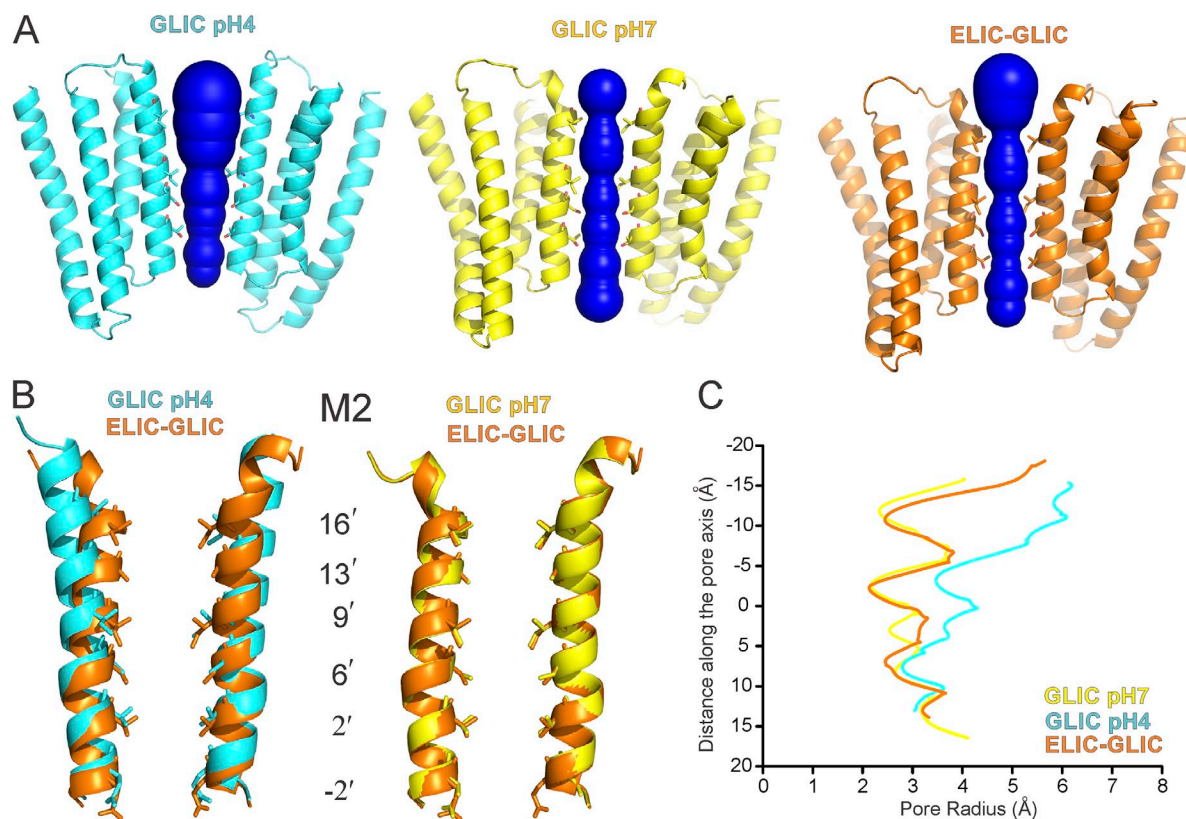 A
GLIC pH4
GLIC pH7
ELIC-GLIC
B
GLIC pH4
ELIC-GLIC
M2
GLIC pH7
ELIC-GLIC
16′
13′
9′
6′
2′
-2′
C
Distance along the pore axis (Å)
-20
-15
-10
-5
0
5
10
15
20
GLIC pH7
GLIC pH4
ELIC-GLIC
0 1 2 3 4 5 6 7 8
Pore Radius (Å)